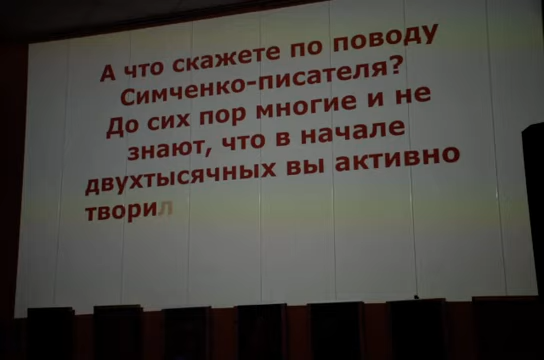 А что скажете по поводу
Симченко-писателя?
До сих пор многие и не
знают, что в начале
двухтысячных вы активно
творил